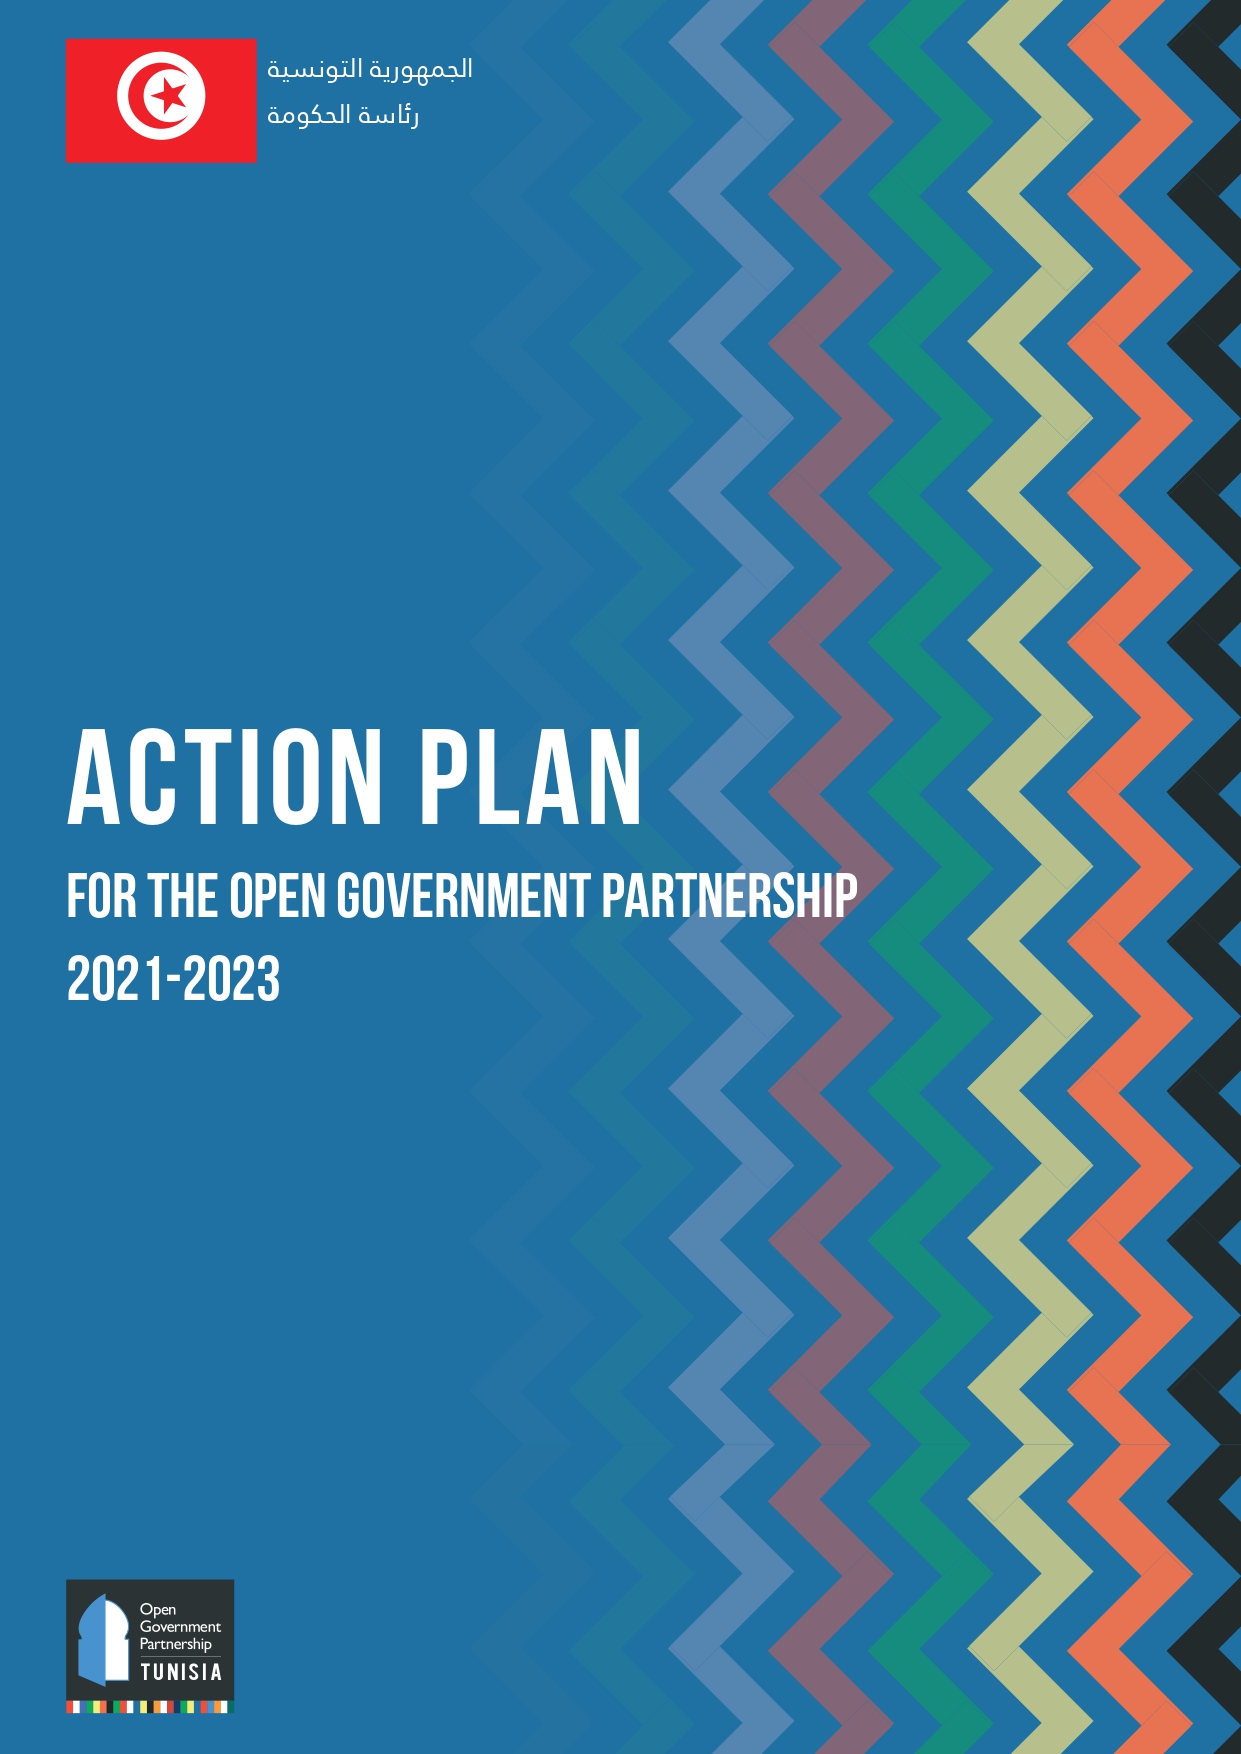 الجمهورية التونسية
رئاسة الحكومة
ACTION PLAN
FOR THE OPEN GOVERNMENT PARTNERSHIP
2021-2023
Open
Government
Partnership
TUNISIA